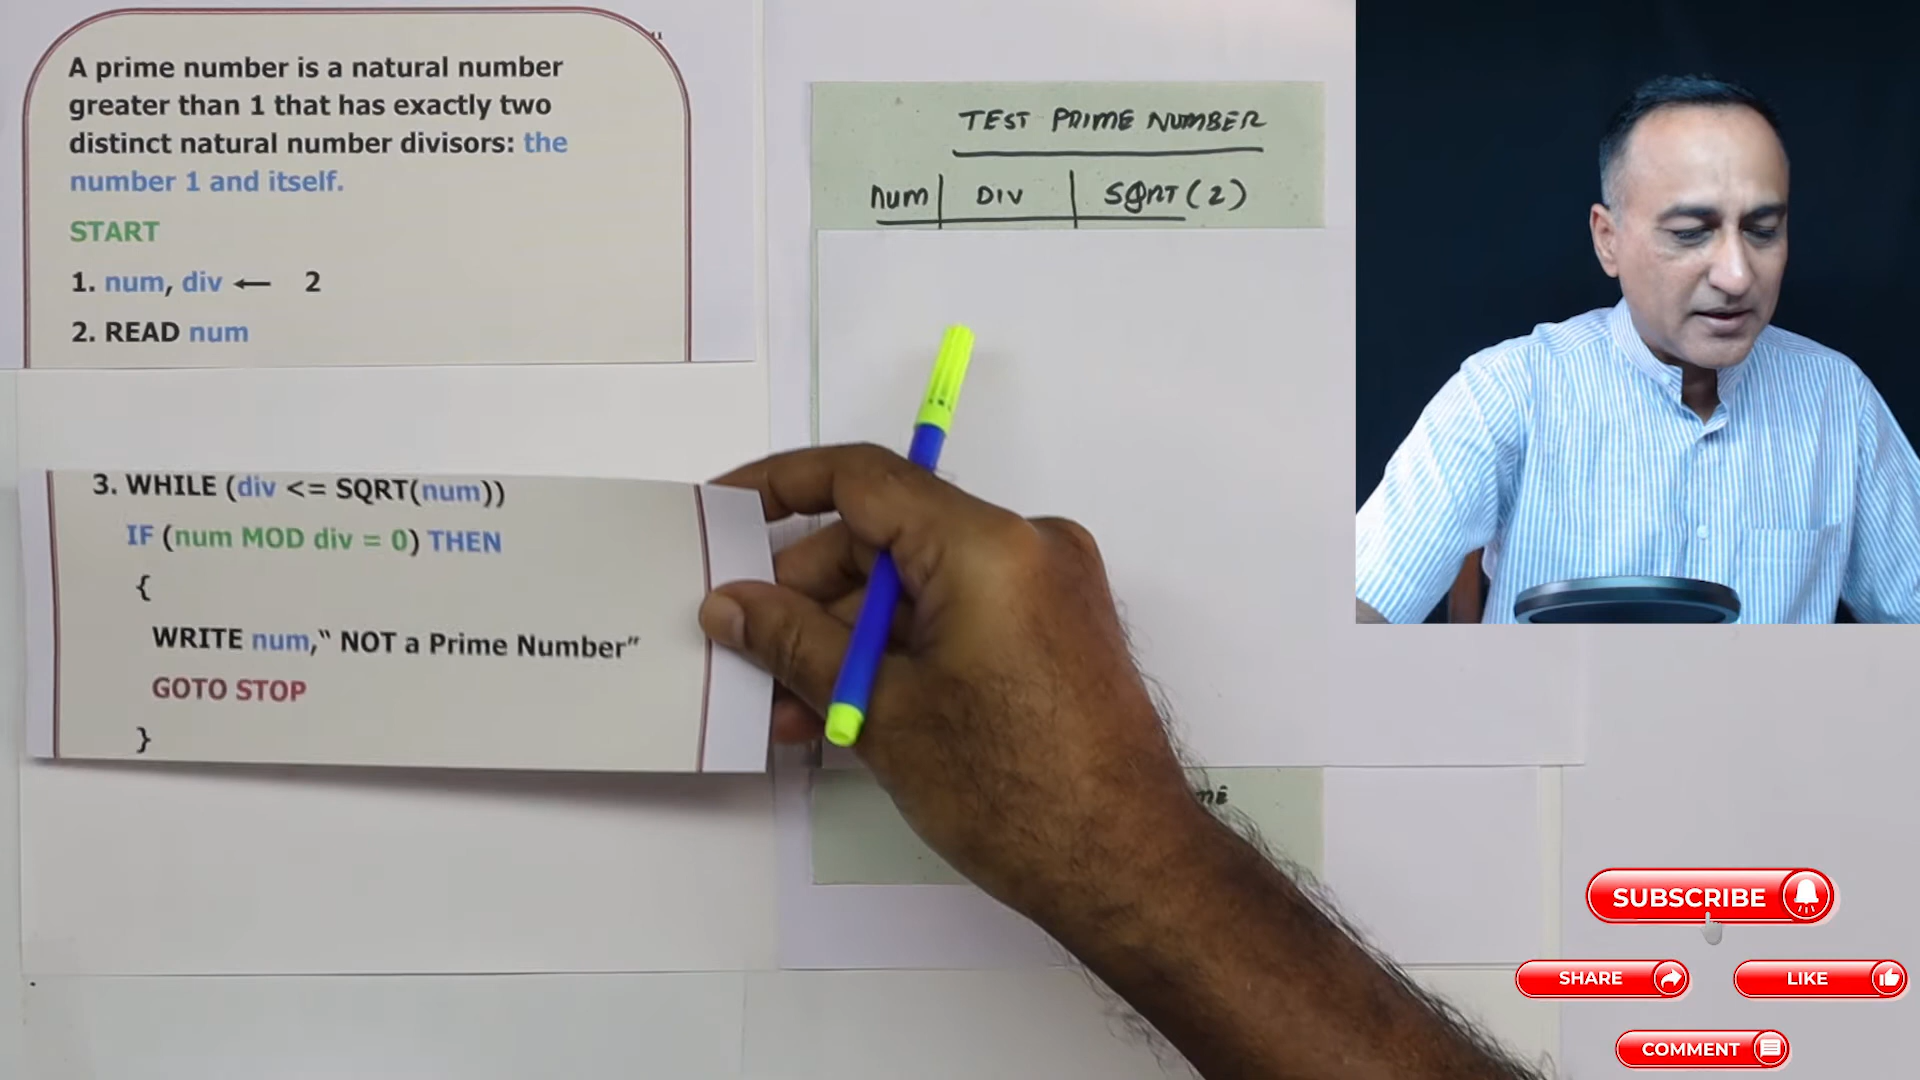 A prime number is a natural number
greater than 1 that has exactly two
distinct natural number divisors: the
number 1 and itself.
START
1. num, div ← 2
2. READ num
3. WHILE (div <= SQRT(num))
IF (num MOD div = 0) THEN
{
WRITE num,“ NOT a Prime Number”
GOTO STOP
}
TEST PRIME NUMBER
num | DIV | SQRT (2)
SUBSCRIBE
SHARE
LIKE
COMMENT